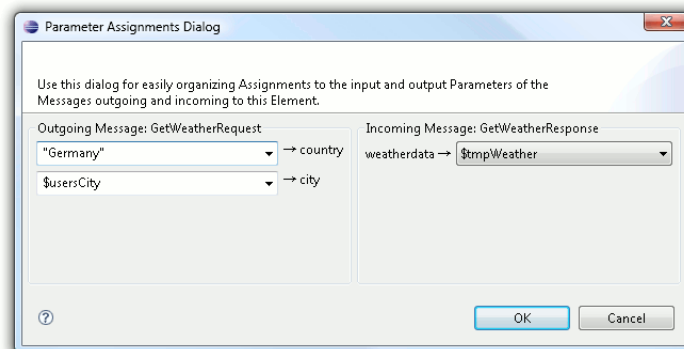 Parameter Assignments Dialog
Use this dialog for easily organizing Assignments to the input and output Parameters of the
Messages outgoing and incoming to this Element.
Outgoing Message: GetWeatherRequest
"Germany" → country
$usersCity → city
Incoming Message: GetWeatherResponse
weatherdata → $tmpWeather
OK
Cancel